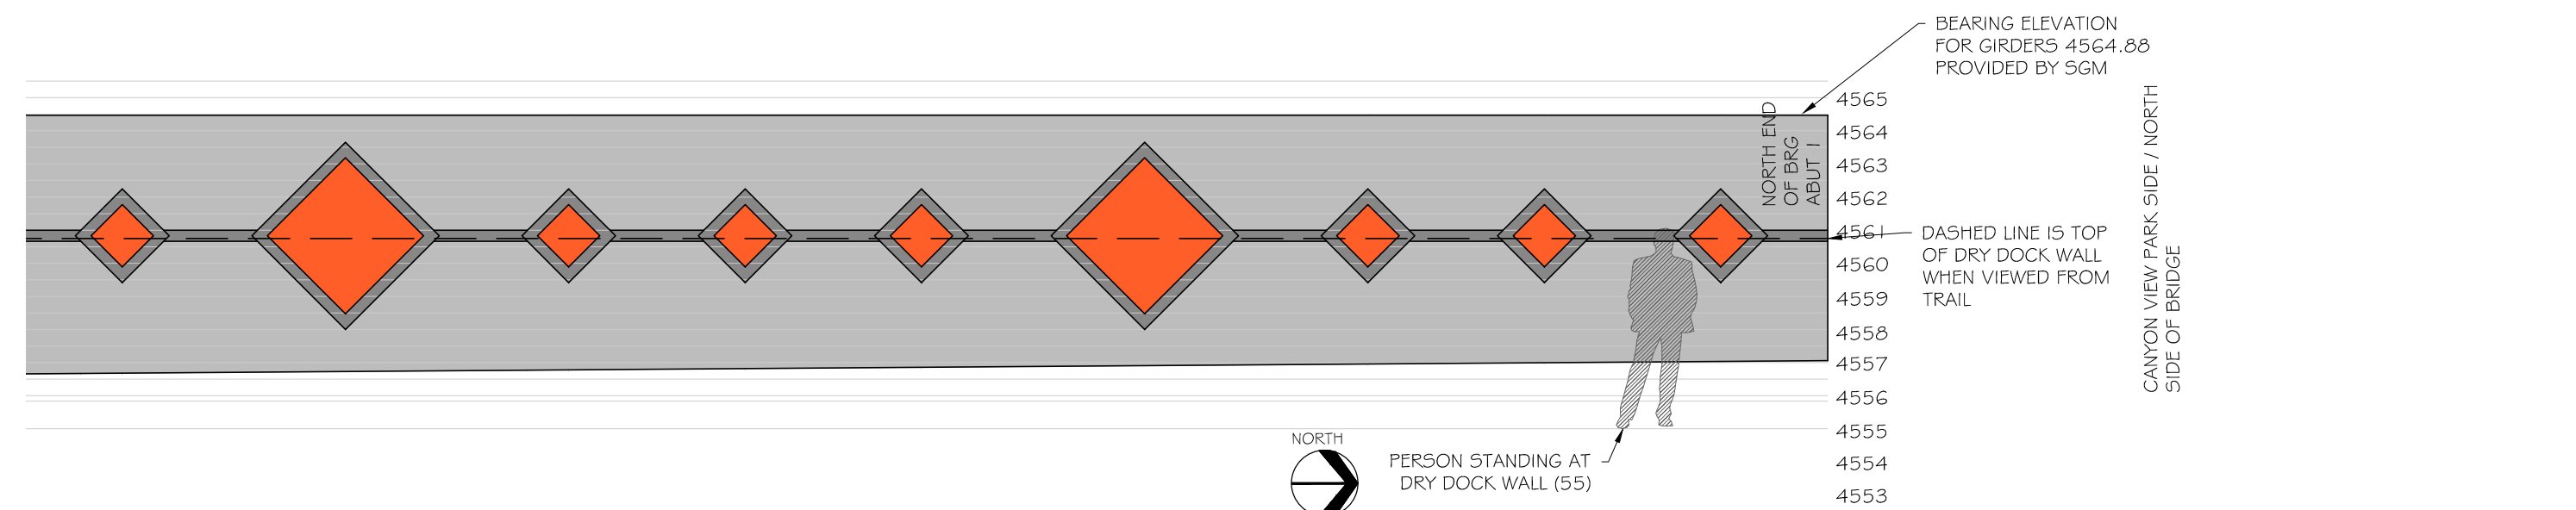 BEARING ELEVATION
FOR GIRDERS 4564.88
PROVIDED BY SGM
NORTH END
OF BRG
ABUT 1
4565
4564
4563
4562
4561
4560
4559
4558
4557
4556
4555
4554
4553
DASHED LINE IS TOP
OF DRY DOCK WALL
WHEN VIEWED FROM
TRAIL
CANYON VIEW PARK SIDE / NORTH
SIDE OF BRIDGE
NORTH
PERSON STANDING AT
DRY DOCK WALL (55)